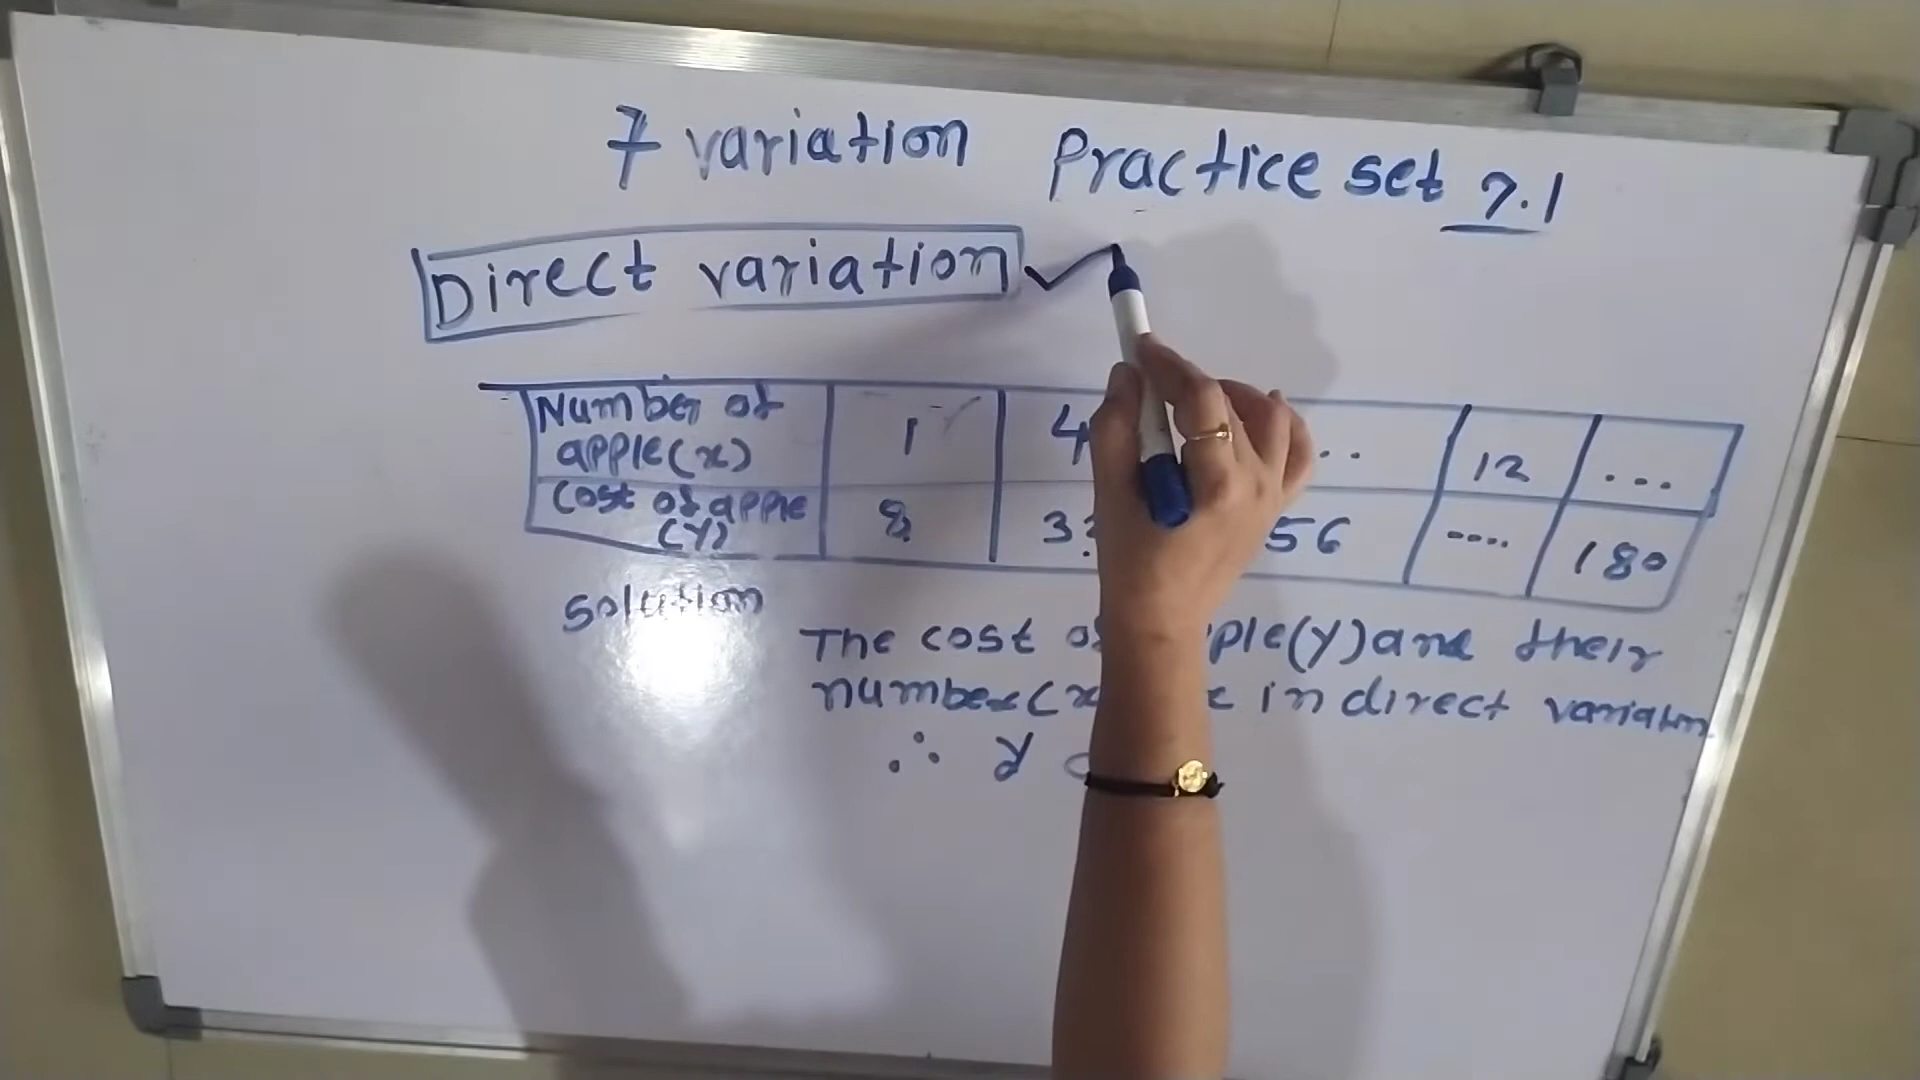 7 variation Practice set 7.1
Direct variation
Number of apple(x) 1 4 ... 12 ...
Cost of apple (Y) 8 56 .... 180
Solution
The cost (Y) and their
number in direct variation
∴ Y